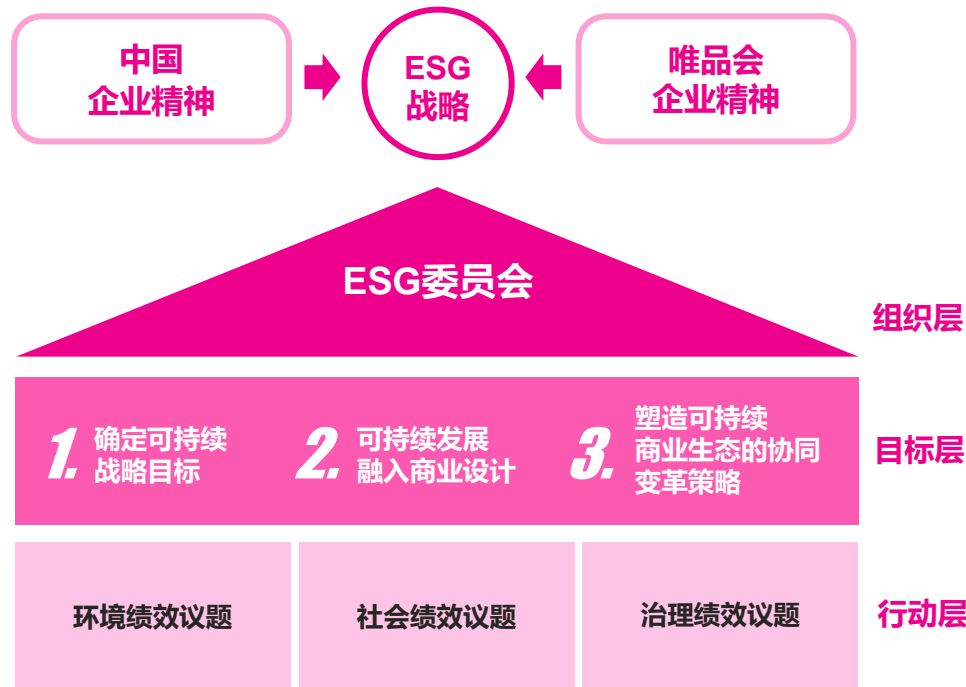 中国
企业精神
ESG
战略
唯品会
企业精神
ESG委员会
组织层
1. 确定可持续
战略目标
2. 可持续发展
融入商业设计
3. 塑造可持续
商业生态的协同
变革策略
目标层
环境绩效议题
社会绩效议题
治理绩效议题
行动层